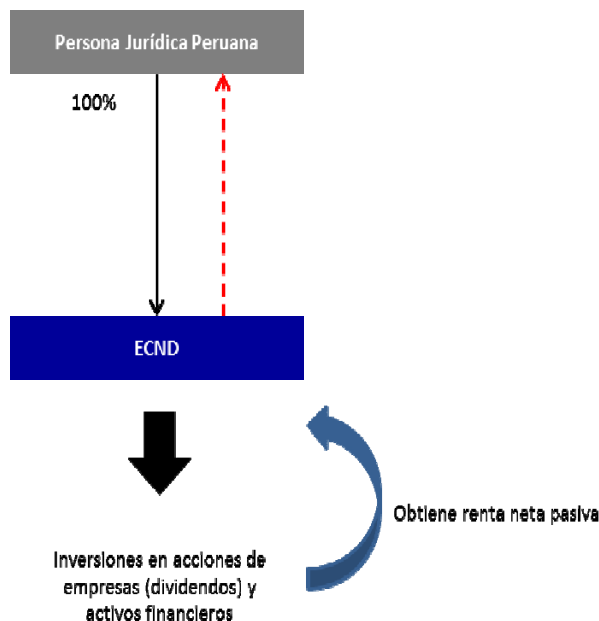 Persona Jurídica Peruana
100%
ECND
Obtiene renta neta pasiva
Inversiones en acciones de
empresas (dividendos) y
activos financieros